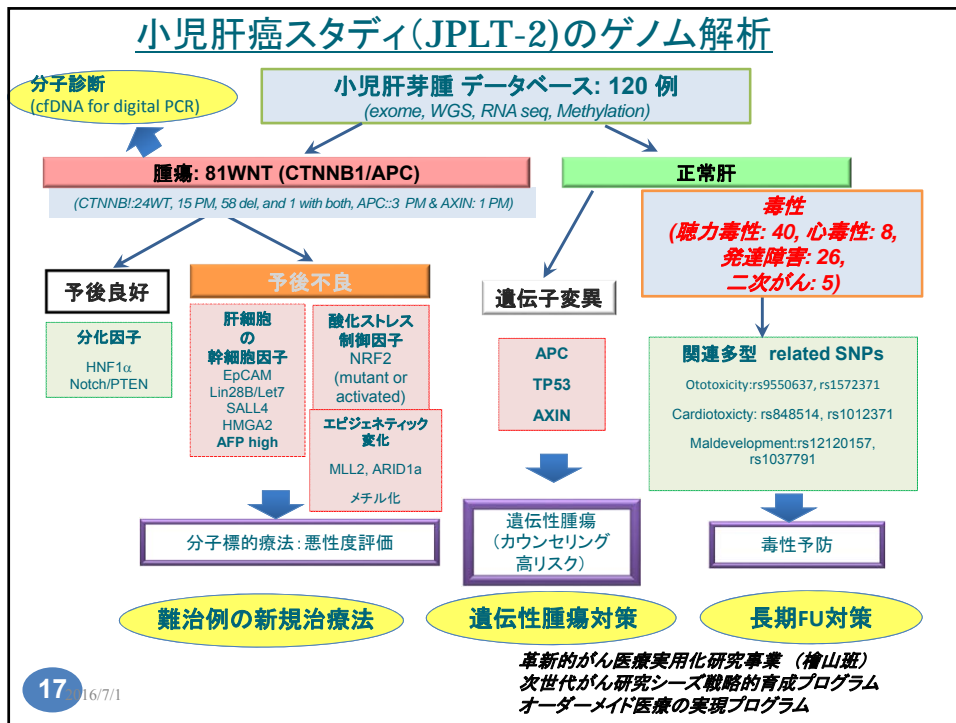 小児肝癌スタディ(JPLT-2)のゲノム解析
分子診断
(cfDNA for digital PCR)
小児肝芽腫 データベース: 120 例
(exome, WGS, RNA seq, Methylation)
腫瘍: 81WNT (CTNNB1/APC)
(CTNNB!:24WT, 15 PM, 58 del, and 1 with both, APC::3 PM & AXIN: 1 PM)
正常肝
毒性
(聴力毒性: 40, 心毒性: 8,
発達障害: 26,
二次がん: 5)
予後良好
分化因子
HNF1α
Notch/PTEN
予後不良
肝細胞
の
幹細胞因子
EpCAM
Lin28B/Let7
SALL4
HMGA2
AFP high
酸化ストレス
制御因子
NRF2
(mutant or
activated)
エピジェネティック
変化
MLL2, ARID1a
メチル化
遺伝子変異
APC
TP53
AXIN
関連多型 related SNPs
Ototoxicity:rs9550637, rs1572371
Cardiotoxicty: rs848514, rs1012371
Maldevelopment:rs12120157,
rs1037791
分子標的療法：悪性度評価
遺伝性腫瘍
(カウンセリング
高リスク)
毒性予防
難治例の新規治療法
遺伝性腫瘍対策
長期FU対策
革新的がん医療実用化研究事業 （檜山班）
次世代がん研究シーズ戦略的育成プログラム
オーダーメイド医療の実現プログラム
17
2016/7/1